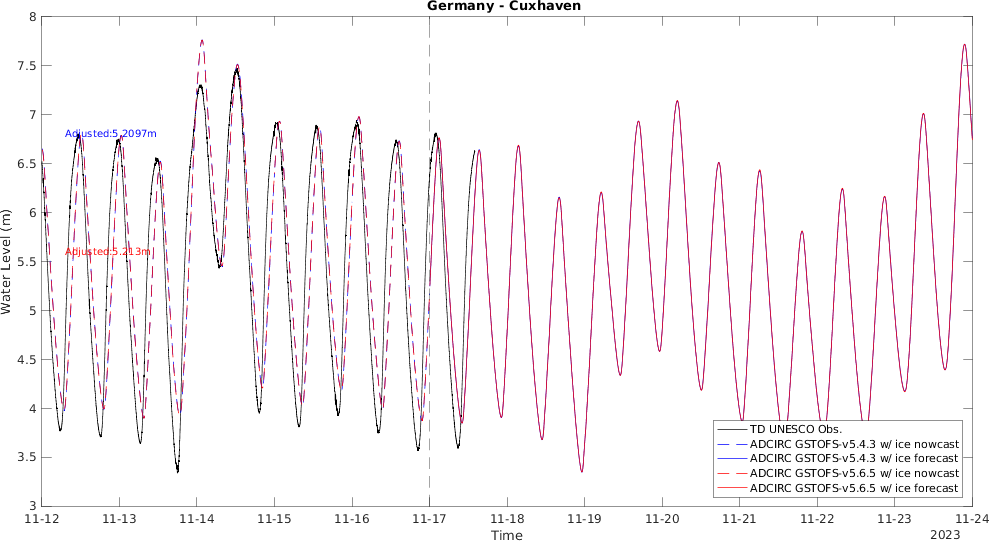 Germany - Cuxhaven
Water Level (m)
8
7.5
7
6.5
6
5.5
5
4.5
4
3.5
3
Adjusted:5.2097m
Adjusted:5.213m
TD UNESCO Obs.
ADCIRC GSTOFS-v5.4.3 w/ ice nowcast
ADCIRC GSTOFS-v5.4.3 w/ ice forecast
ADCIRC GSTOFS-v5.6.5 w/ ice nowcast
ADCIRC GSTOFS-v5.6.5 w/ ice forecast
11-12 11-13 11-14 11-15 11-16 11-17 11-18 11-19 11-20 11-21 11-22 11-23 11-24
Time
2023